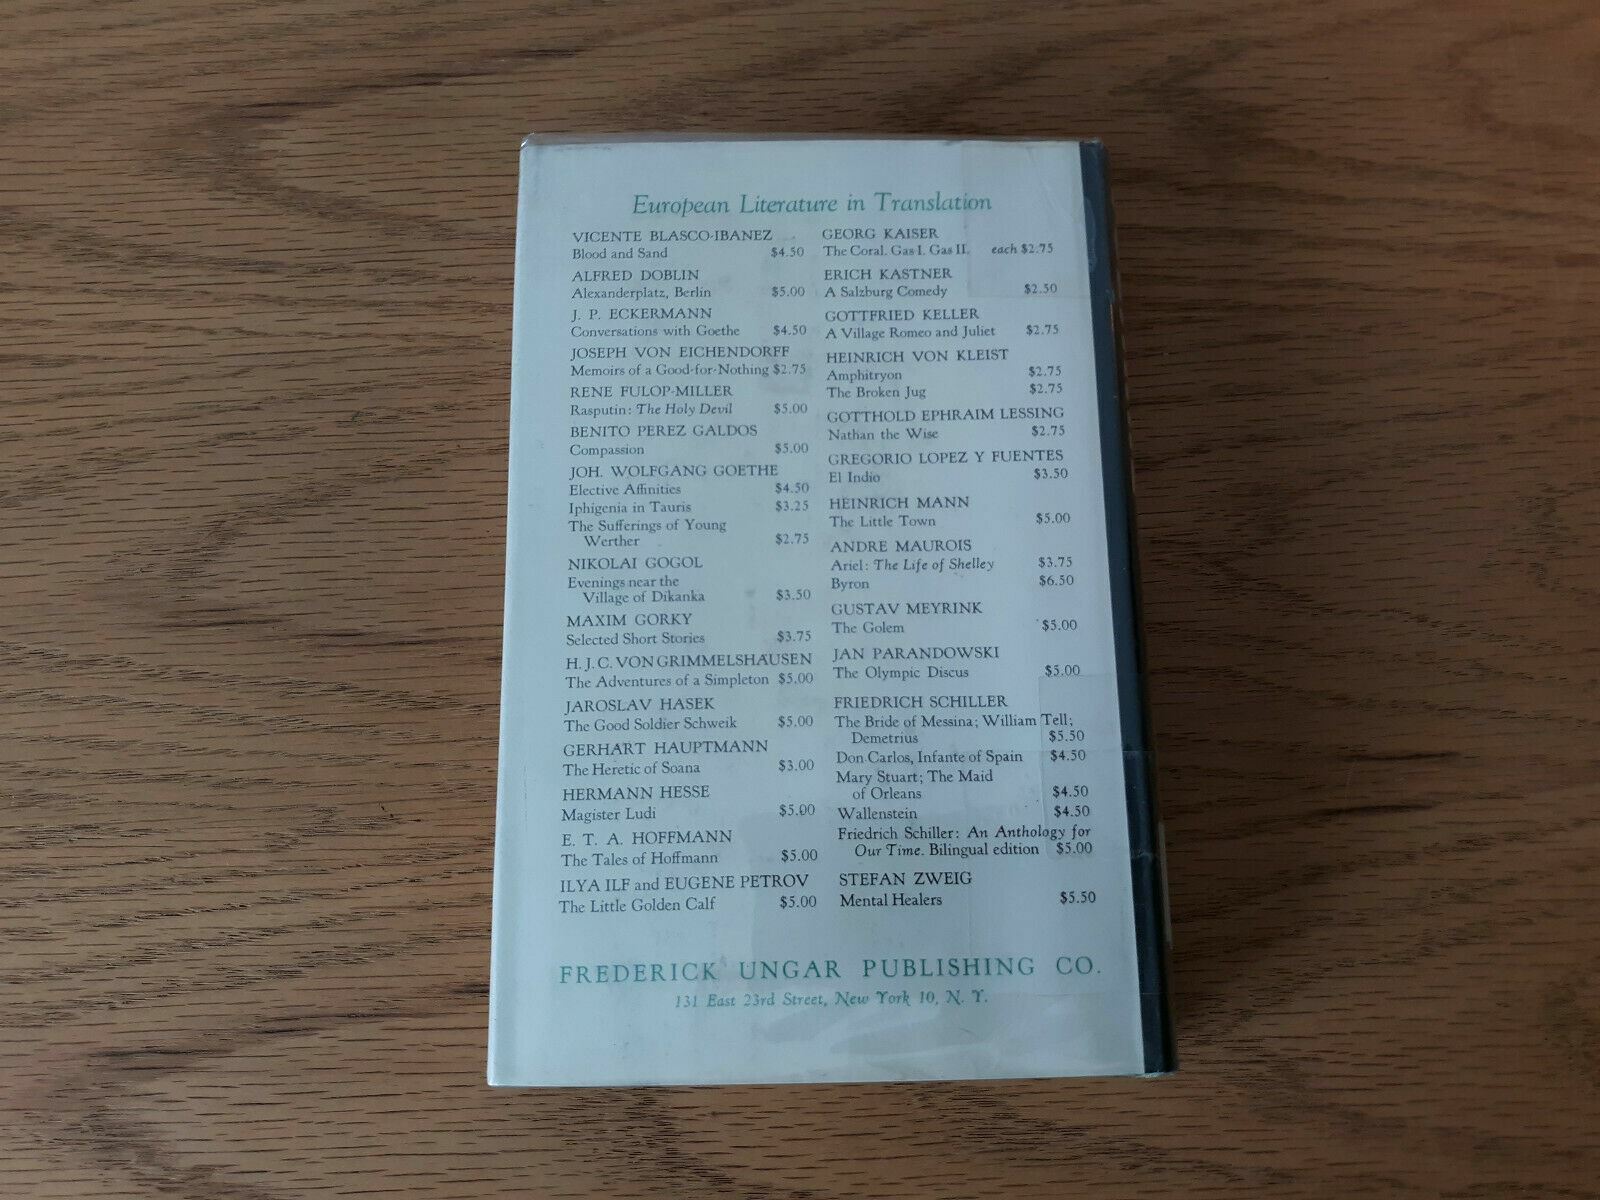 European Literature in Translation
VICENTE BLASCO-IBANEZ
Blood and Sand $4.50
ALFRED DOBLIN
Alexanderplatz, Berlin $5.00
J. P. ECKERMANN
Conversations with Goethe $4.50
JOSEPH VON EICHENDORFF
Memoirs of a Good-for-Nothing $2.75
RENE FULOP-MILLER
Rasputin: The Holy Devil $5.00
BENITO PEREZ GALDOS
Compassion $5.00
JOH. WOLFGANG GOETHE
Elective Affinities $4.50
Iphigenia in Tauris $3.25
The Sufferings of Young
Werther $2.75
NIKOLAI GOGOL
Evenings near the
Village of Dikanka $3.50
MAXIM GORKY
Selected Short Stories $3.75
H. J. C. VON GRIMMELSHAUSEN
The Adventures of a Simpleton $5.00
JAROSLAV HASEK
The Good Soldier Schweik $5.00
GERHART HAUPTMANN
The Heretic of Soana $3.00
HERMANN HESSE
Magister Ludi $5.00
E. T. A. HOFFMANN
The Tales of Hoffmann $5.00
ILYA ILF and EUGENE PETROV
The Little Golden Calf $5.00
GEORG KAISER
The Coral. Gas I. Gas II. each $2.75
ERICH KASTNER
A Salzburg Comedy $2.50
GOTTFRIED KELLER
A Village Romeo and Juliet $2.75
HEINRICH VON KLEIST
Amphitryon $2.75
The Broken Jug $2.75
GOTTHOLD EPHRAIM LESSING
Nathan the Wise $2.75
GREGORIO LOPEZ Y FUENTES
El Indio $3.50
HEINRICH MANN
The Little Town $5.00
ANDRE MAUROIS
Ariel: The Life of Shelley $3.75
Byron $6.50
GUSTAV MEYRINK
The Golem $5.00
JAN PARANDOWSKI
The Olympic Discus $5.00
FRIEDRICH SCHILLER
The Bride of Messina; William Tell;
Demetrius $5.50
Don Carlos, Infante of Spain $4.50
Mary Stuart; The Maid
of Orleans $4.50
Wallenstein $4.50
Friedrich Schiller: An Anthology for
Our Time. Bilingual edition $5.00
STEFAN ZWEIG
Mental Healers $5.50
FREDERICK UNGAR PUBLISHING CO.
131 East 23rd Street, New York 10, N. Y.